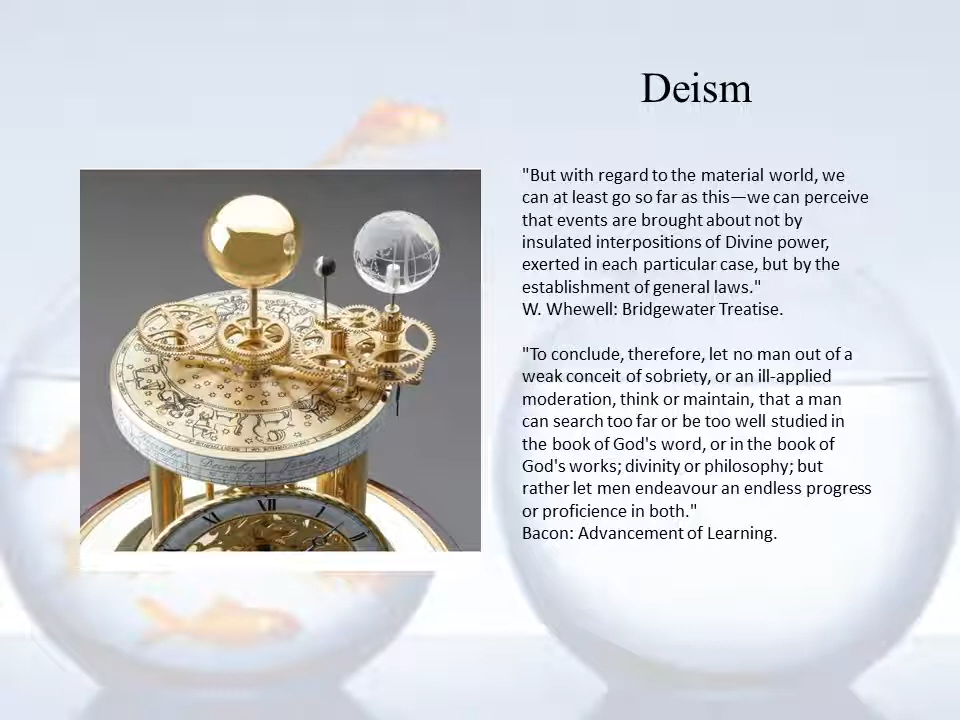 Deism
"But with regard to the material world, we
can at least go so far as this—we can perceive
that events are brought about not by
insulated interpositions of Divine power,
exerted in each particular case, but by the
establishment of general laws."
W. Whewell: Bridgewater Treatise.
"To conclude, therefore, let no man out of a
weak conceit of sobriety, or an ill-applied
moderation, think or maintain, that a man
can search too far or be too well studied in
the book of God's word, or in the book of
God's works; divinity or philosophy; but
rather let men endeavour an endless progress
or proficience in both."
Bacon: Advancement of Learning.
December
XI XII I